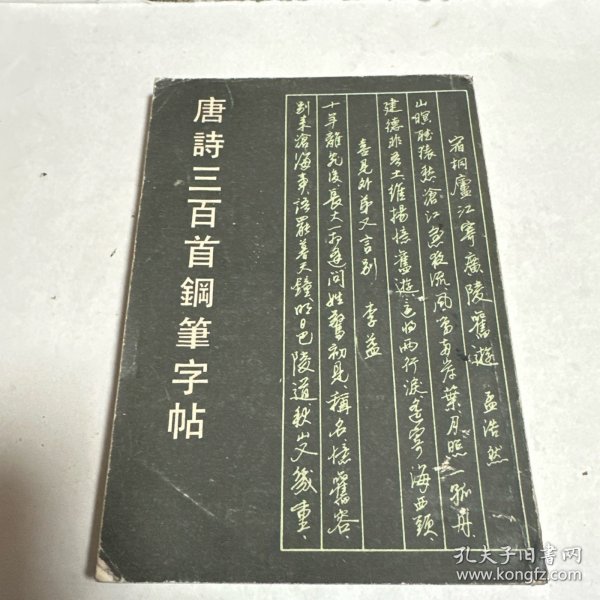 唐詩三百首鋼筆字帖
宿桐廬江寄廣陵舊遊 孟浩然
山暝聽猿愁滄江急夜流風鳴兩岸葉月照一孤舟
建德非吾土維揚憶舊遊還將兩行淚遙寄海西頭
喜見外弟又言別 李益
十年離亂後長大一相逢問姓驚初見稱名憶舊容
別來滄海事語罷暮天鐘明日巴陵道秋山又幾重
孔夫子旧书网
www.kongfz.com